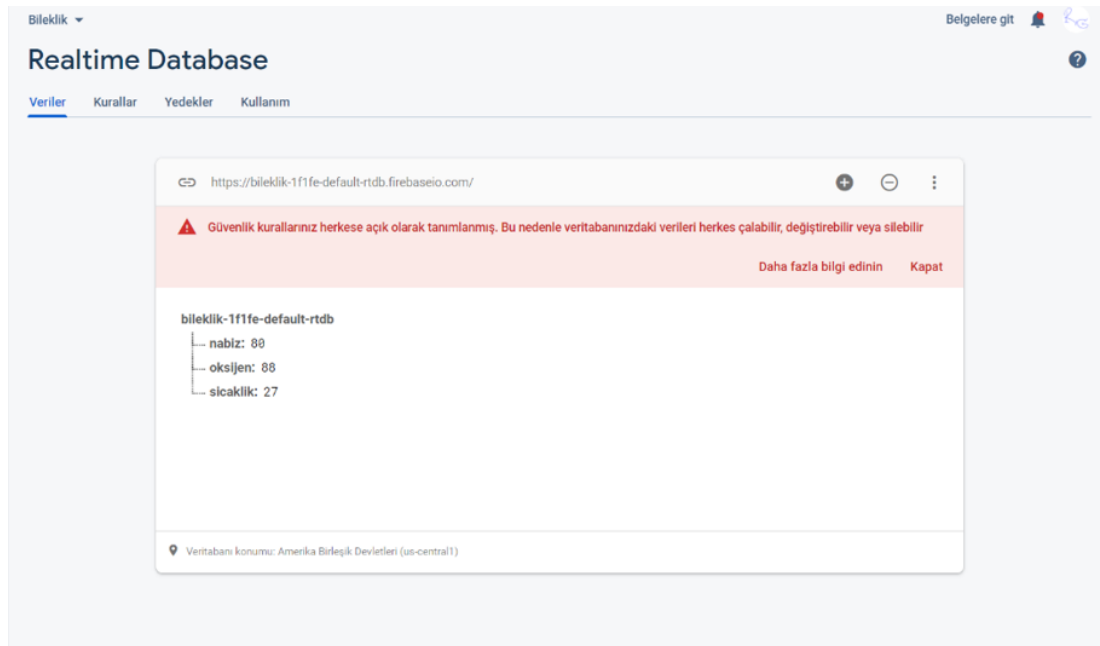 Bileklik
Belgelere git
Realtime Database
Veriler Kurallar Yedekler Kullanım
https://bileklik-1f1fe-default-rtdb.firebaseio.com/
Güvenlik kurallarınız herkese açık olarak tanımlanmış. Bu nedenle veritabanınızdaki verileri herkes çalabilir, değiştirebilir veya silebilir
Daha fazla bilgi edinin Kapat
bileklik-1f1fe-default-rtdb
nabiz: 80
oksijen: 88
sicaklik: 27
Veritabanı konumu: Amerika Birleşik Devletleri (us-central1)